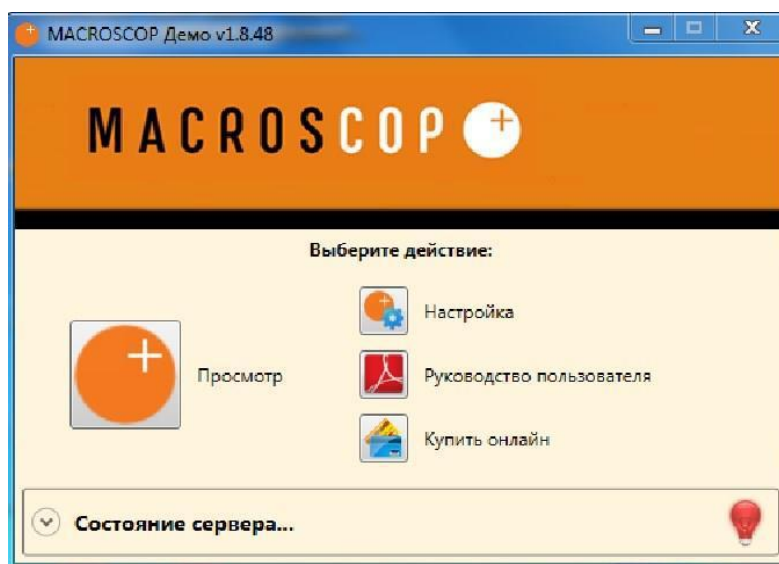 MACROSCOP Демо v1.8.48
MACROSCOP
Выберите действие:
Настройка
Просмотр
Руководство пользователя
Купить онлайн
Состояние сервера...